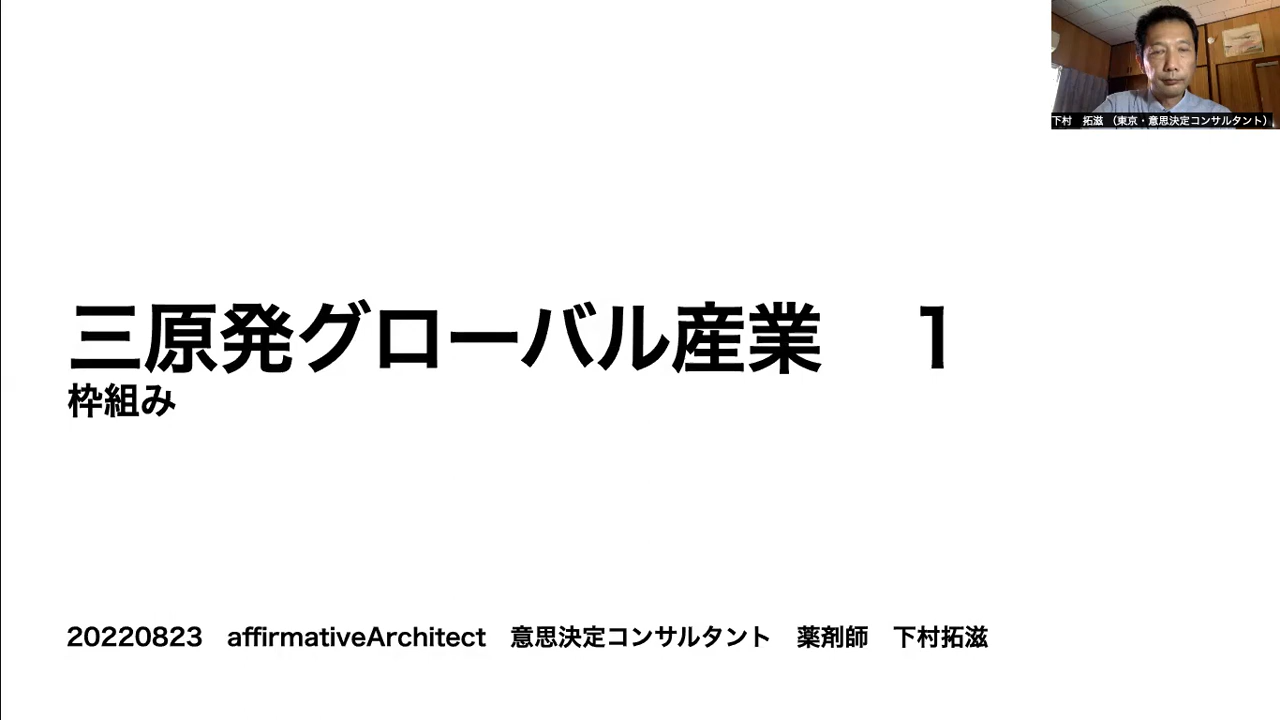 下村 拓滋 （東京・意思決定コンサルタント）
三原発グローバル産業　1
枠組み
20220823　affirmativeArchitect　意思決定コンサルタント　薬剤師　下村拓滋